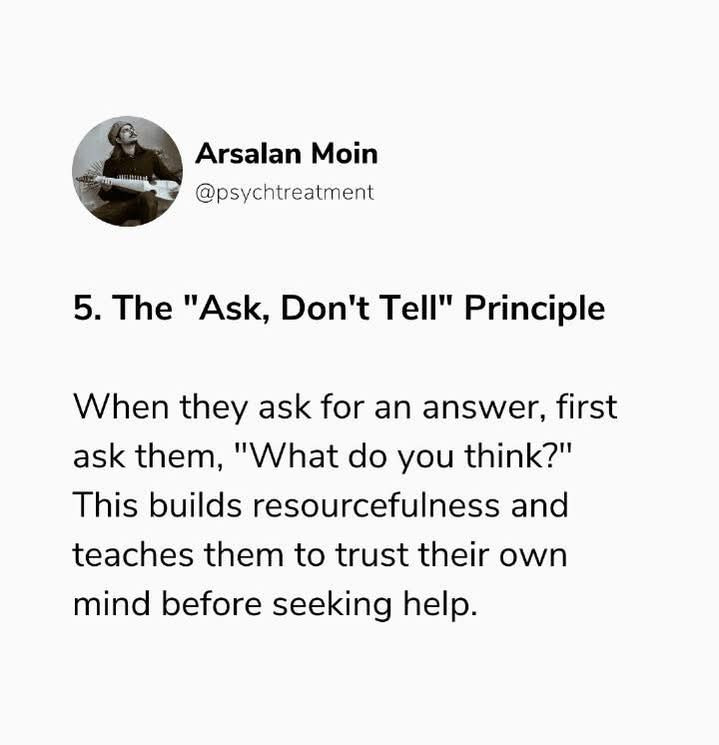 Arsalan Moin
@psychtreatment
5. The "Ask, Don't Tell" Principle
When they ask for an answer, first
ask them, "What do you think?"
This builds resourcefulness and
teaches them to trust their own
mind before seeking help.